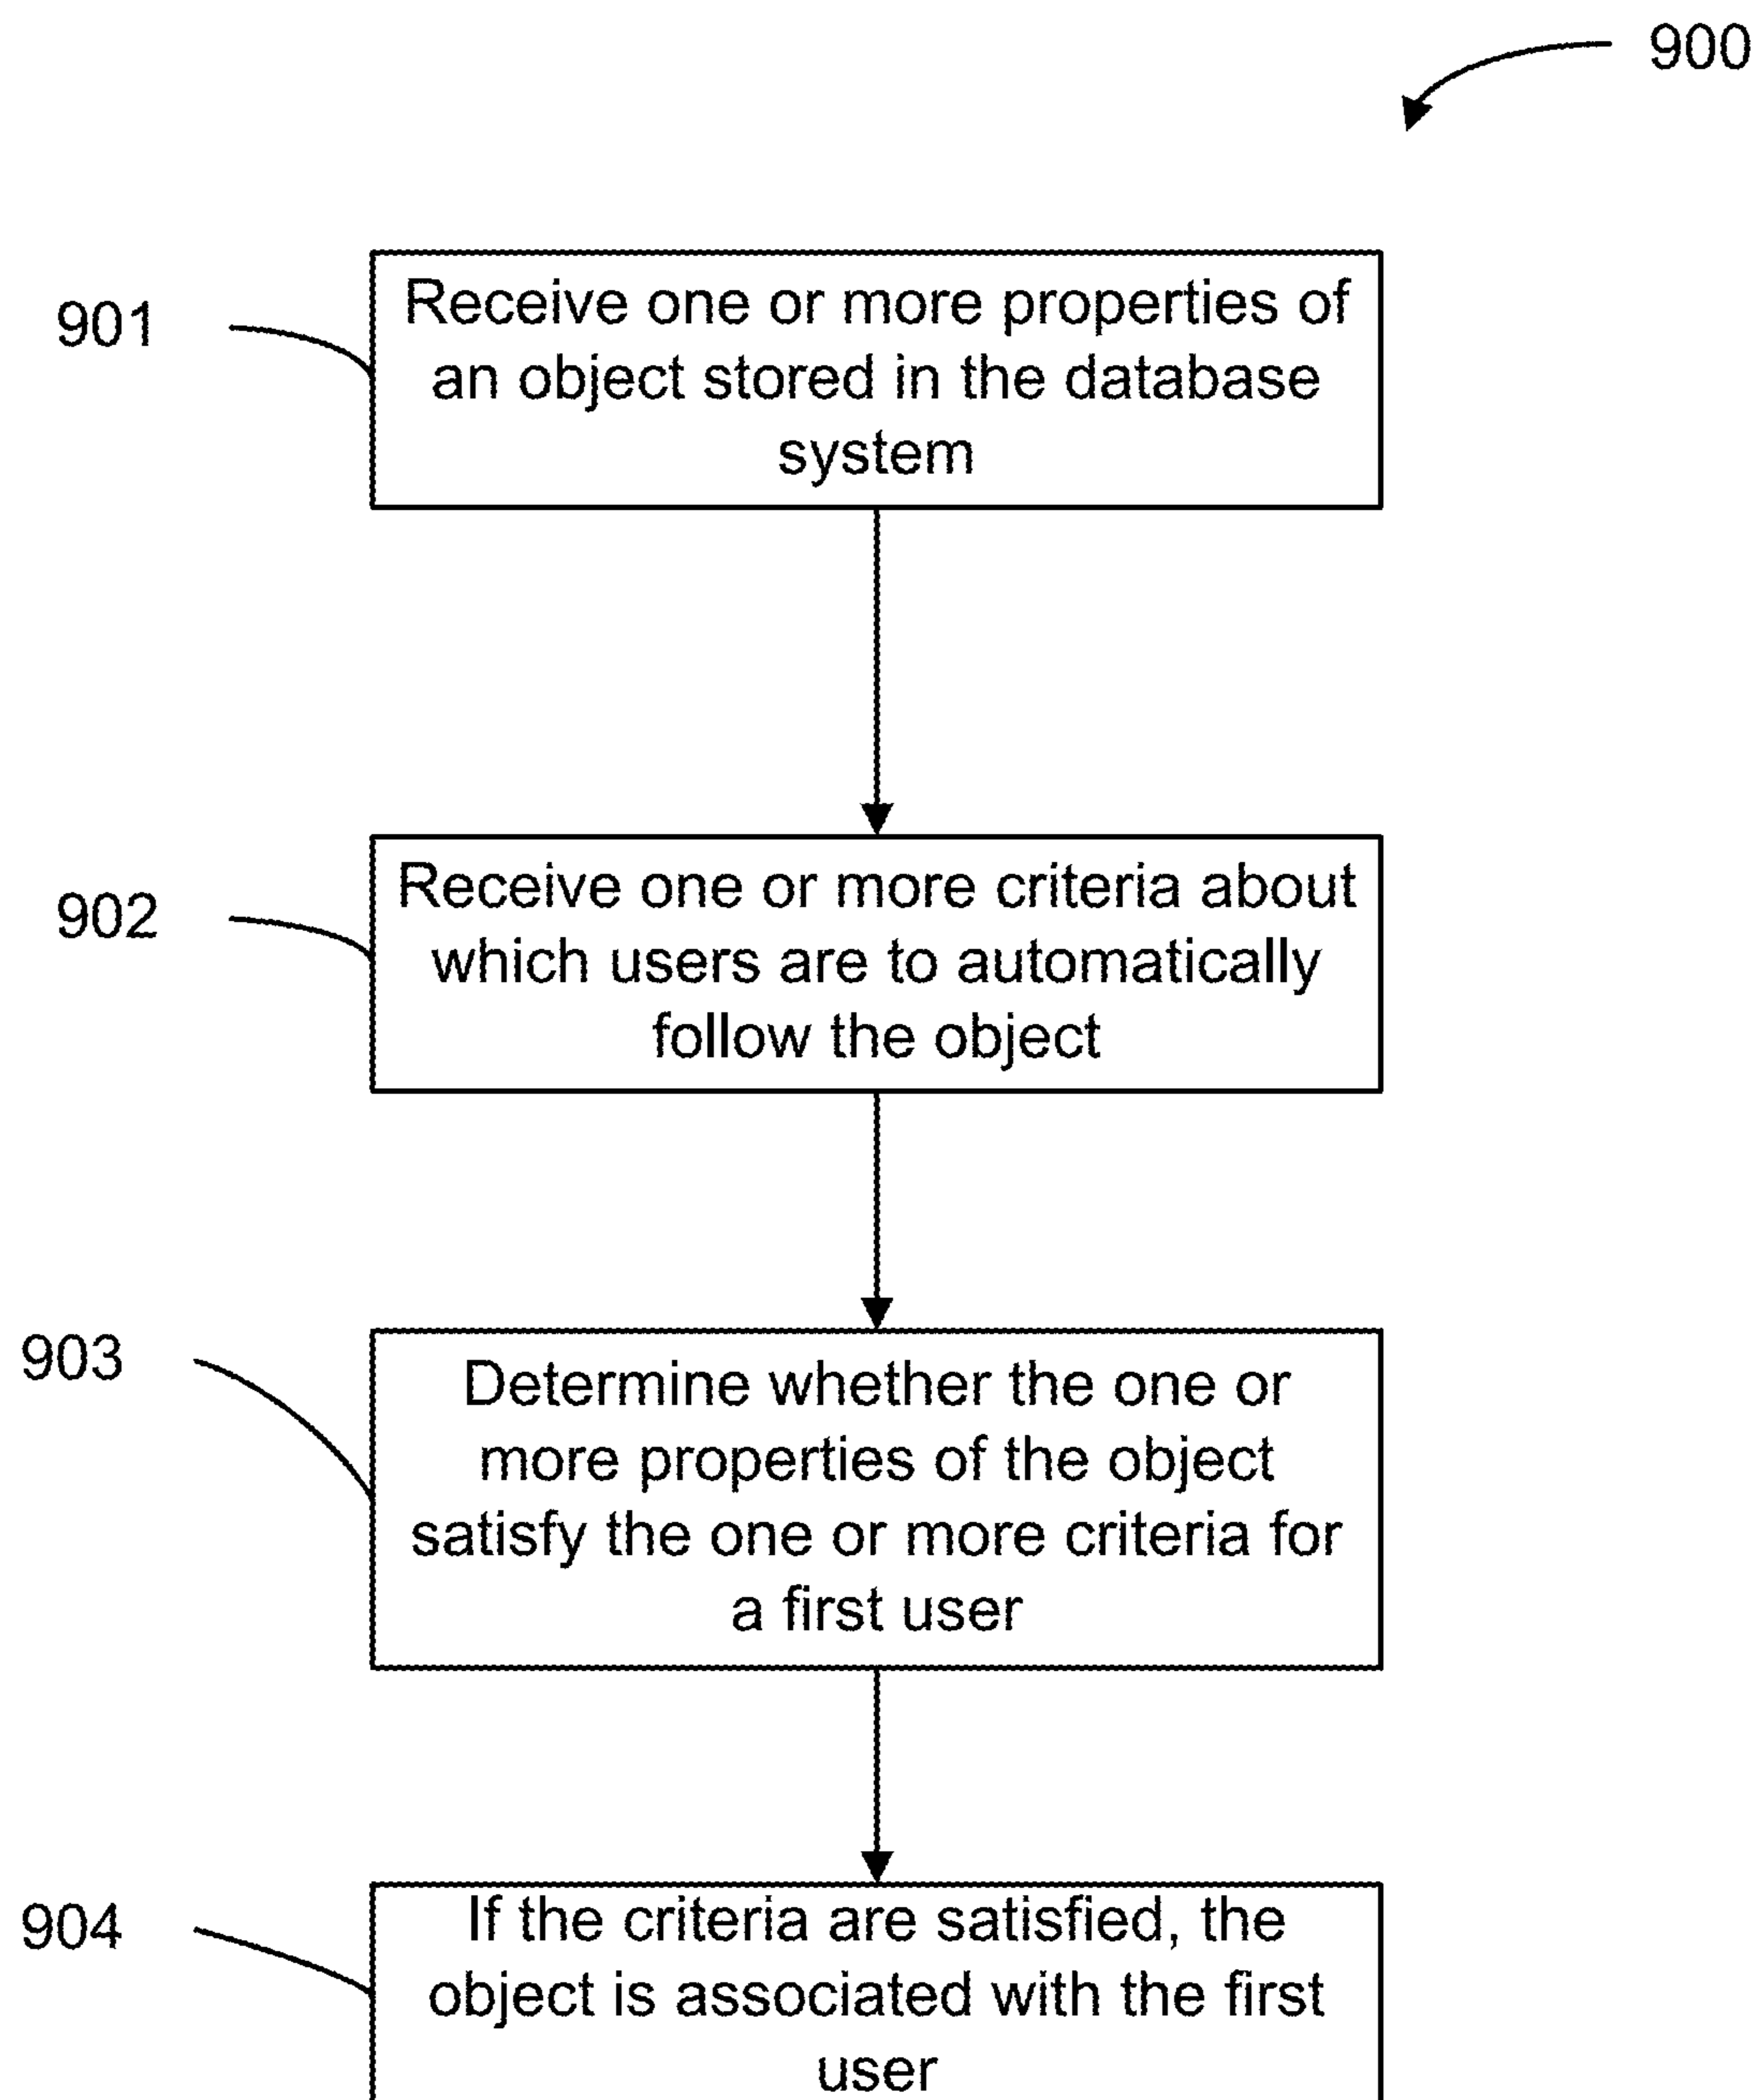 900
901
Receive one or more properties of
an object stored in the database
system
902
Receive one or more criteria about
which users are to automatically
follow the object
903
Determine whether the one or
more properties of the object
satisfy the one or more criteria for
a first user
904
If the criteria are satisfied, the
object is associated with the first
user